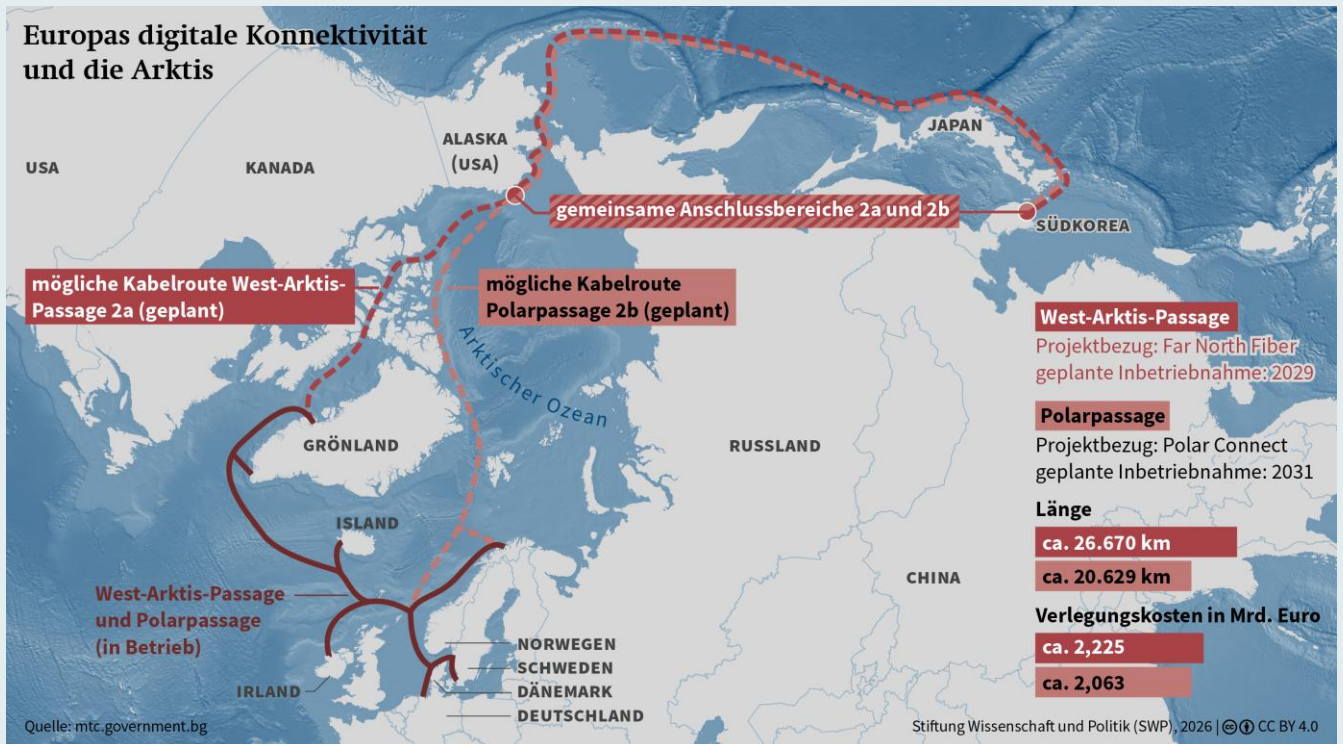 Europas digitale Konnektivität
und die Arktis
USA
KANADA
ALASKA
(USA)
JAPAN
gemeinsame Anschlussbereiche 2a und 2b
SÜDKOREA
mögliche Kabelroute West-Arktis-
Passage 2a (geplant)
mögliche Kabelroute
Polarpassage 2b (geplant)
Arktischer Ozean
GRÖNLAND
RUSSLAND
ISLAND
CHINA
West-Arktis-Passage
und Polarpassage
(in Betrieb)
IRLAND
NORWEGEN
SCHWEDEN
DÄNEMARK
DEUTSCHLAND
West-Arktis-Passage
Projektbezug: Far North Fiber
geplante Inbetriebnahme: 2029
Polarpassage
Projektbezug: Polar Connect
geplante Inbetriebnahme: 2031
Länge
ca. 26.670 km
ca. 20.629 km
Verlegungskosten in Mrd. Euro
ca. 2,225
ca. 2,063
Quelle: mtc.government.bg
Stiftung Wissenschaft und Politik (SWP), 2026 | CC BY 4.0